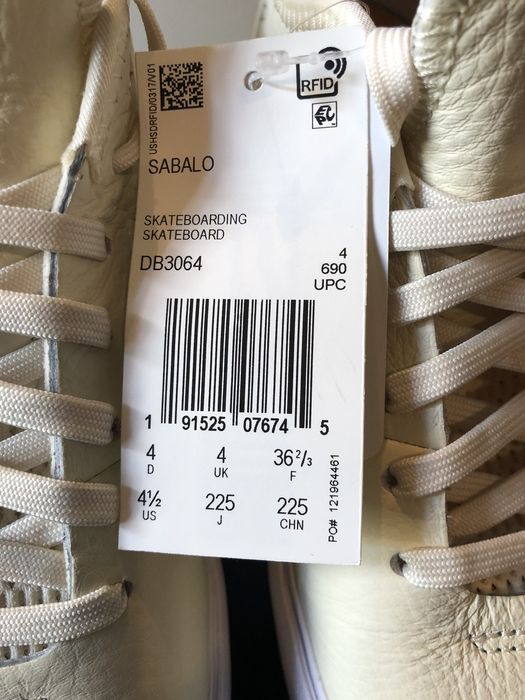 USHSDRFID/0317/V01
RFID
EPC
SABALO
SKATEBOARDING
SKATEBOARD
DB3064
4
690
UPC
1 91525 07674 5
4 4 36 2/3
D UK F
4½ 225 225
US J CHN
PO# 121964461